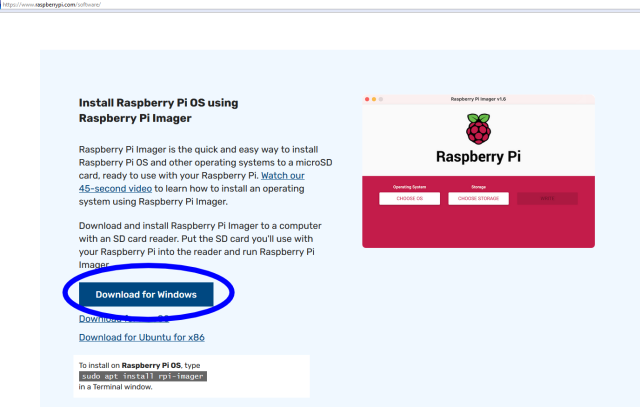 https://www.raspberrypi.com/software/
Install Raspberry Pi OS using
Raspberry Pi Imager
Raspberry Pi Imager is the quick and easy way to install
Raspberry Pi OS and other operating systems to a microSD
card, ready to use with your Raspberry Pi. Watch our
45-second video to learn how to install an operating
system using Raspberry Pi Imager.
Download and install Raspberry Pi Imager to a computer
with an SD card reader. Put the SD card you'll use with
your Raspberry Pi into the reader and run Raspberry Pi
Imager.
Download for Windows
Download for
Download for Ubuntu for x86
To install on Raspberry Pi OS, type
sudo apt install rpi-imager
in a Terminal window.
Raspberry Pi Imager v1.6
Raspberry Pi
Operating System
Storage
CHOOSE OS
CHOOSE STORAGE
WRITE